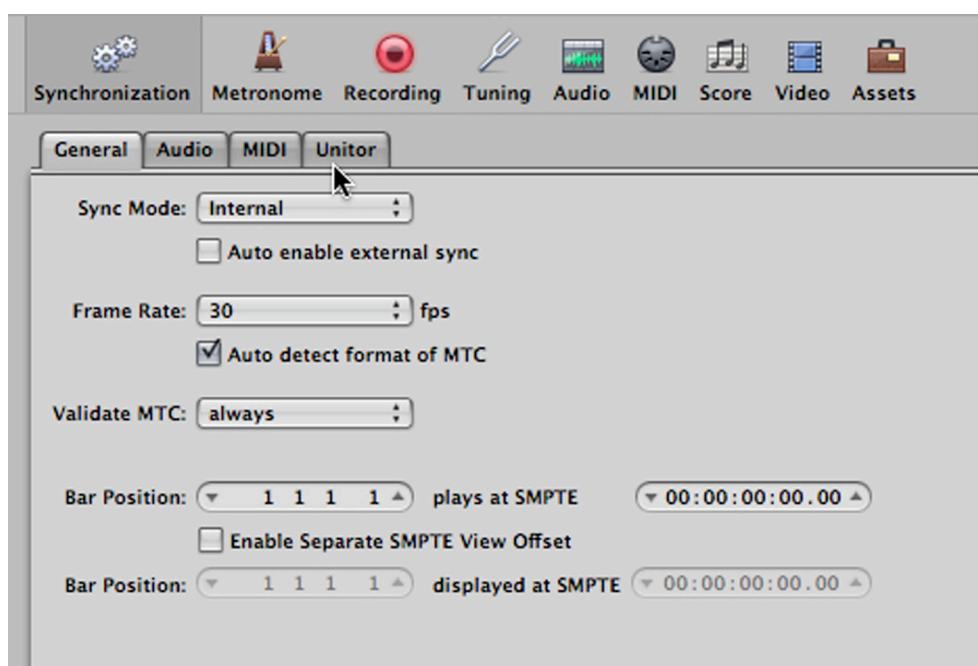 Synchronization Metronome Recording Tuning Audio MIDI Score Video Assets
General Audio MIDI Unitor
Sync Mode: Internal
Auto enable external sync
Frame Rate: 30 fps
Auto detect format of MTC
Validate MTC: always
Bar Position: 1 1 1 1 plays at SMPTE 00:00:00:00.00
Enable Separate SMPTE View Offset
Bar Position: 1 1 1 1 displayed at SMPTE 00:00:00:00.00